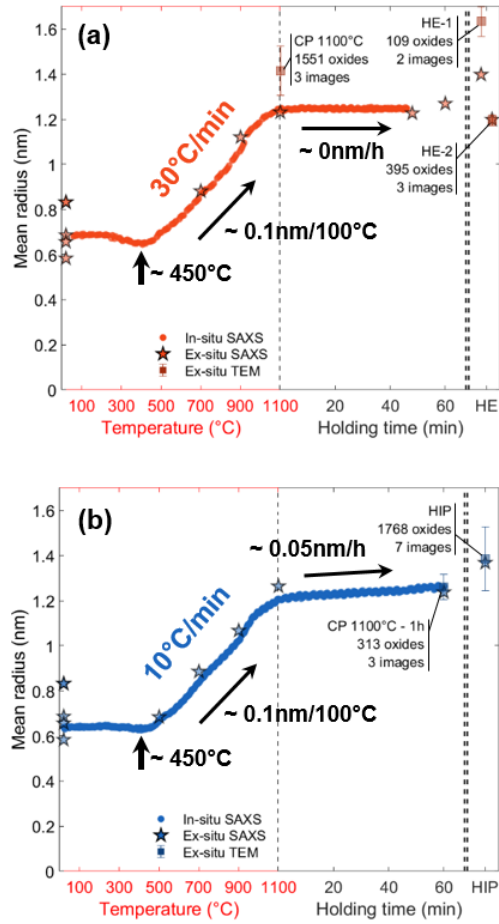 (a)
1.6
1.4
1.2
1
0.8
0.6
0.4
0.2
0
Mean radius (nm)
30°C/min
CP 1100°C
1551 oxides
3 images
HE-1
109 oxides
2 images
HE-2
395 oxides
3 images
~ 0nm/h
~ 0.1nm/100°C
~ 450°C
In-situ SAXS
Ex-situ SAXS
Ex-situ TEM
100 300 500 700 900 1100 20 40 60 HE
Temperature (°C) Holding time (min)
(b)
1.6
1.4
1.2
1
0.8
0.6
0.4
0.2
0
Mean radius (nm)
10°C/min
~ 0.05nm/h
HIP
1768 oxides
7 images
CP 1100°C - 1h
313 oxides
3 images
~ 0.1nm/100°C
~ 450°C
In-situ SAXS
Ex-situ SAXS
Ex-situ TEM
100 300 500 700 900 1100 20 40 60 HIP
Temperature (°C) Holding time (min)